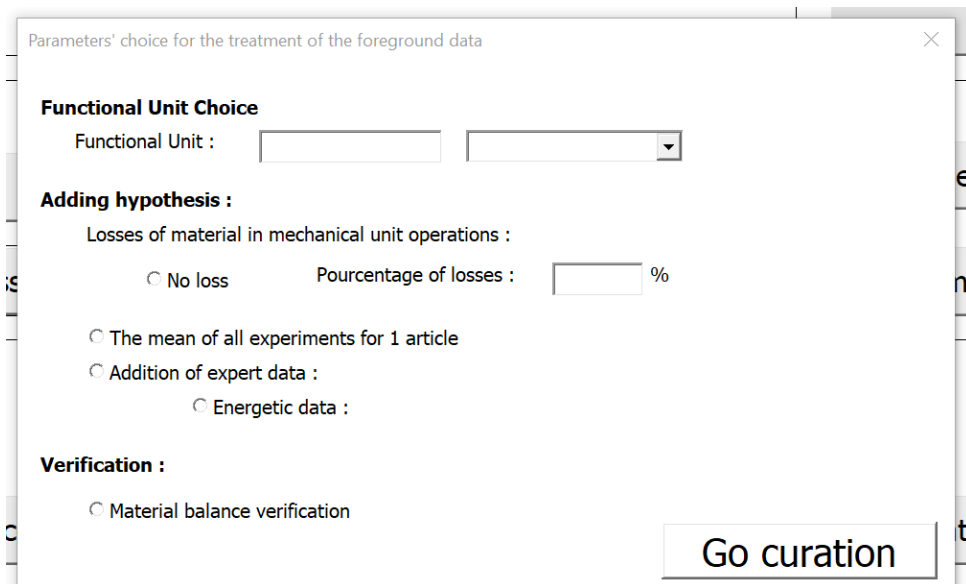 Parameters' choice for the treatment of the foreground data
Functional Unit Choice
Functional Unit :
Adding hypothesis :
Losses of material in mechanical unit operations :
No loss Pourcentage of losses : %
The mean of all experiments for 1 article
Addition of expert data :
Energetic data :
Verification :
Material balance verification
Go curation